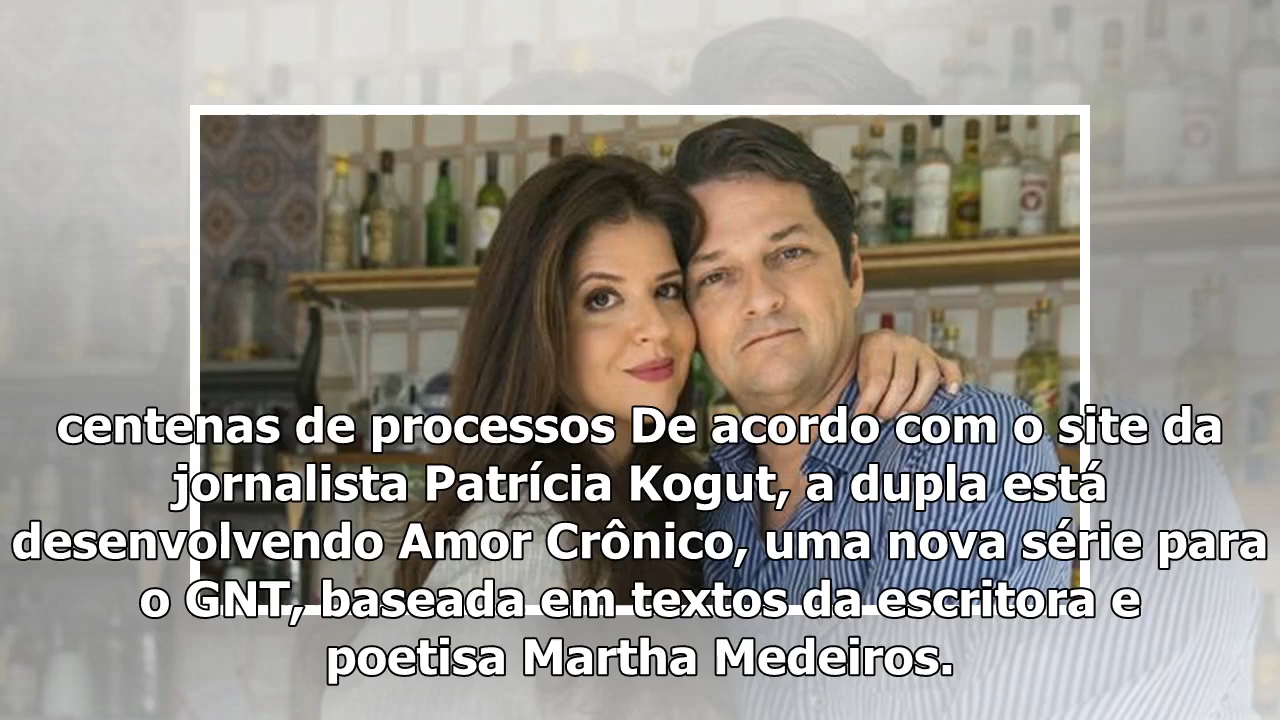 centenas de processos De acordo com o site da
jornalista Patrícia Kogut, a dupla está
desenvolvendo Amor Crônico, uma nova série para
o GNT, baseada em textos da escritora e
poetisa Martha Medeiros.